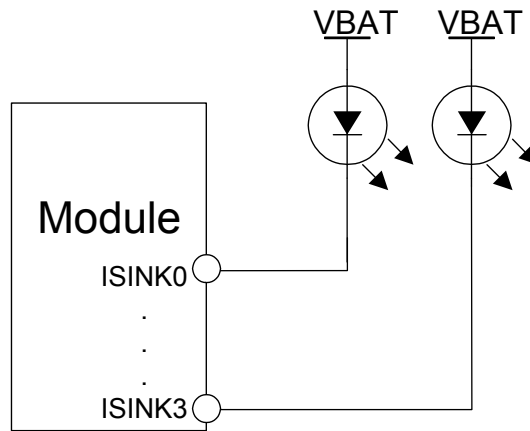 VBAT VBAT
Module
ISINK0
.
.
.
ISINK3